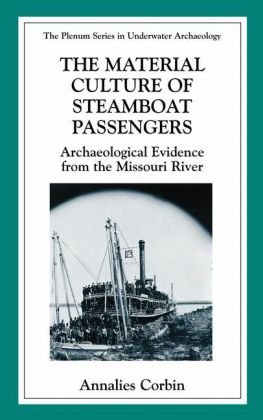 The Plenum Series in Underwater Archaeology
THE MATERIAL
CULTURE OF
STEAMBOAT
PASSENGERS
Archaeological Evidence
from the Missouri River
Annalies Corbin